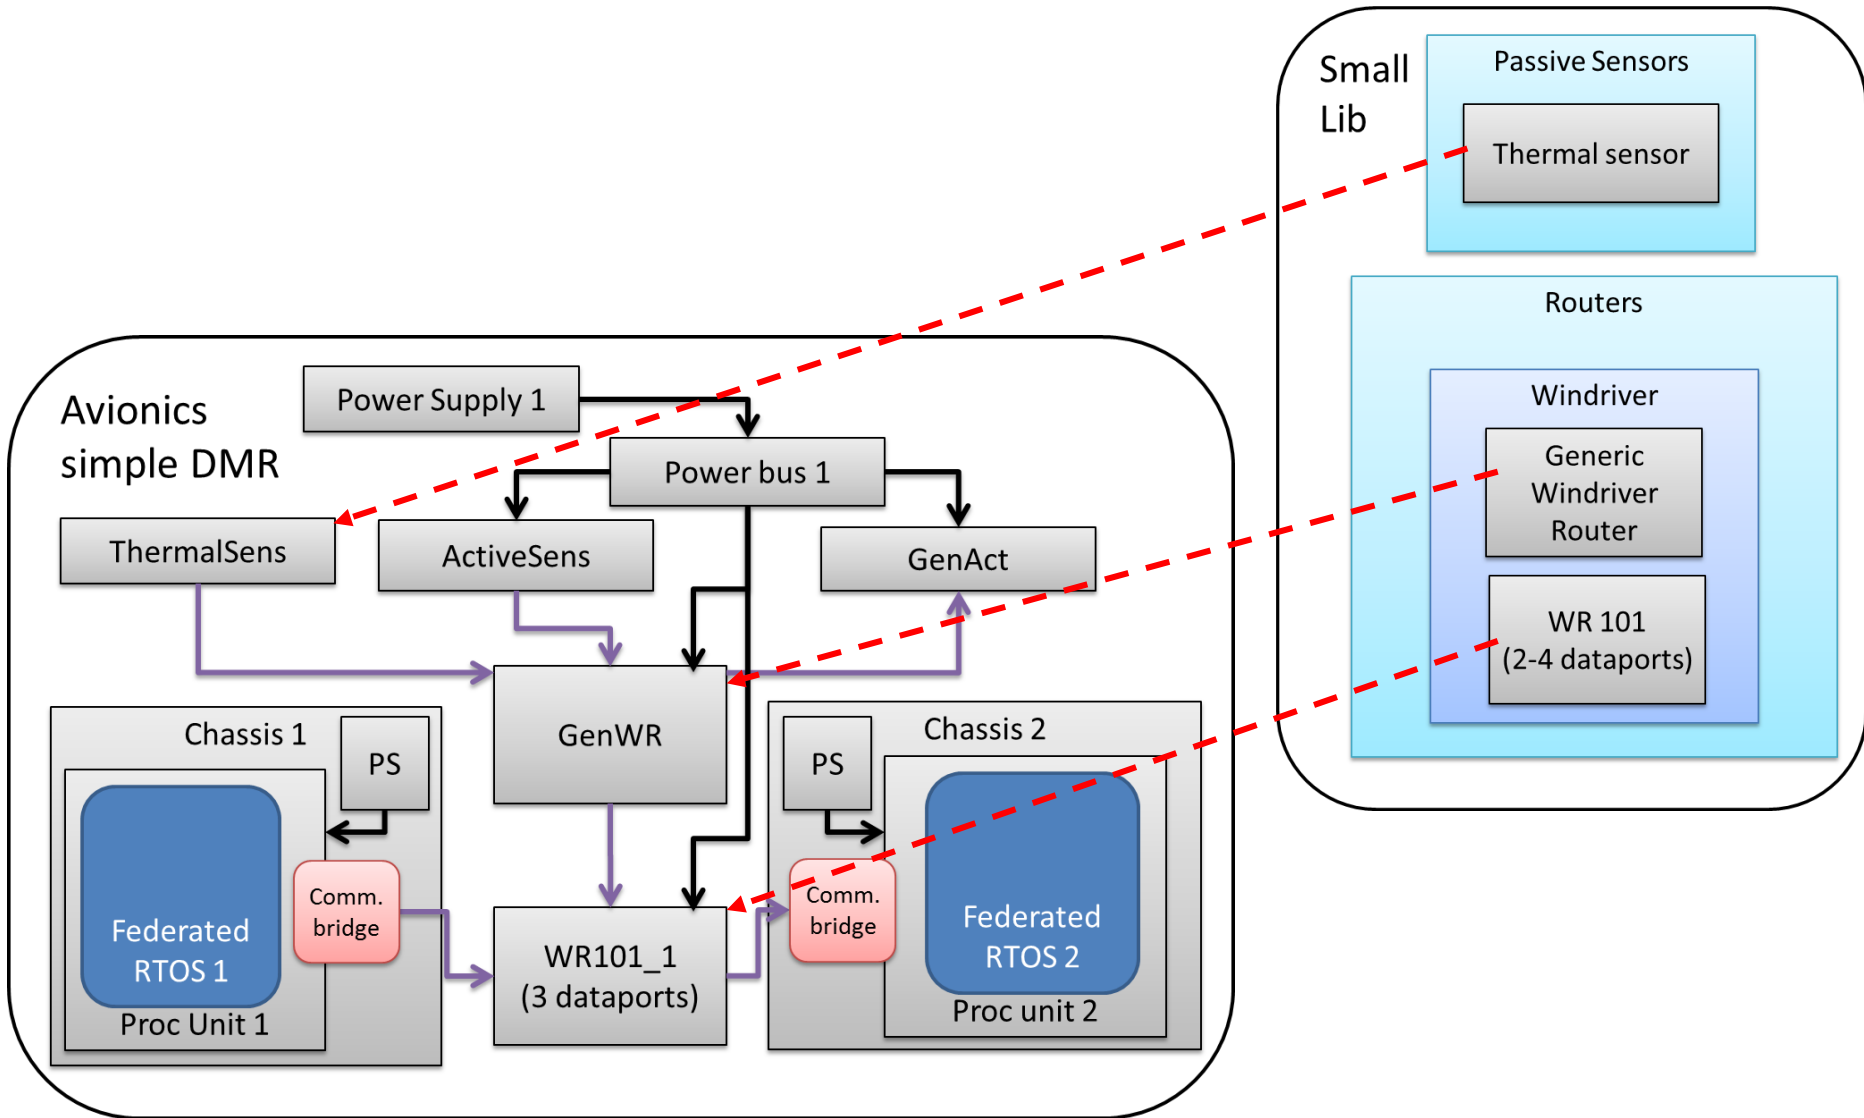 Small
Lib
Passive Sensors
Thermal sensor
Routers
Windriver
Generic
Windriver
Router
WR 101
(2-4 dataports)
Avionics
simple DMR
Power Supply 1
Power bus 1
ThermalSens
ActiveSens
GenAct
GenWR
Chassis 1
PS
Federated
RTOS 1
Comm.
bridge
Proc Unit 1
WR101_1
(3 dataports)
Chassis 2
PS
Comm.
bridge
Federated
RTOS 2
Proc unit 2